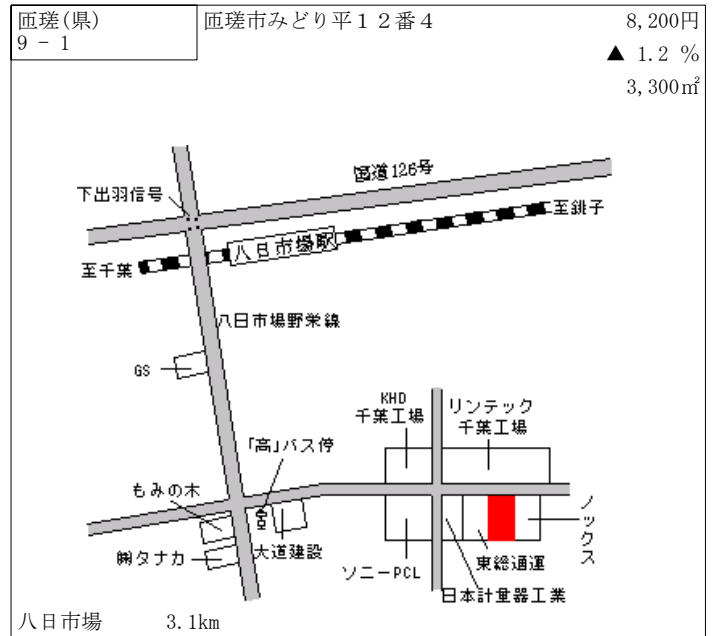 匝瑳(県)
9 - 1
匝瑳市みどり平１２番４
8,200円
▲ 1.2 %
3,300㎡
国道126号
下出羽信号
至銚子
八日市場駅
至千葉
八日市場野栄線
GS
KHD
千葉工場
リンテック
千葉工場
「高」バス停
もみの木
㈱タナカ
大道建設
ソニーPCL
東総通運
日本計量器工業
ノックス
八日市場　3.1km